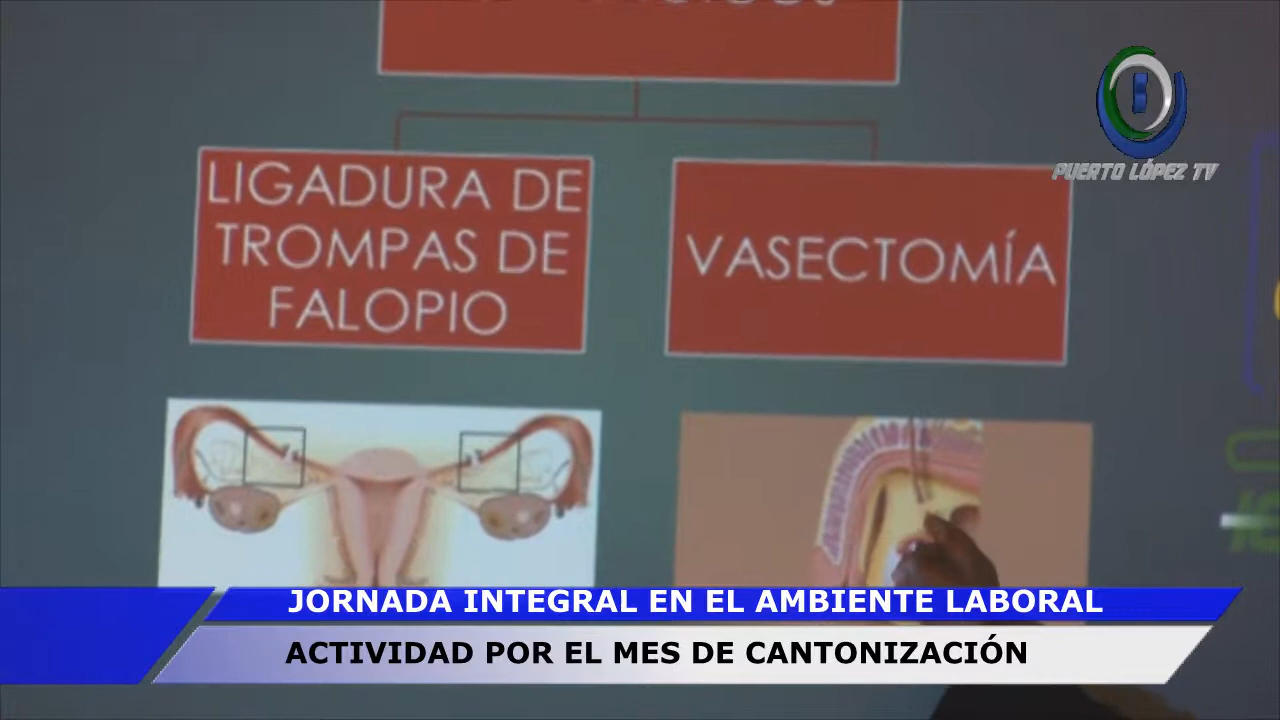 PUERTO LÓPEZ TV
LIGADURA DE
TROMPAS DE
FALOPIO
VASECTOMÍA
JORNADA INTEGRAL EN EL AMBIENTE LABORAL
ACTIVIDAD POR EL MES DE CANTONIZACIÓN